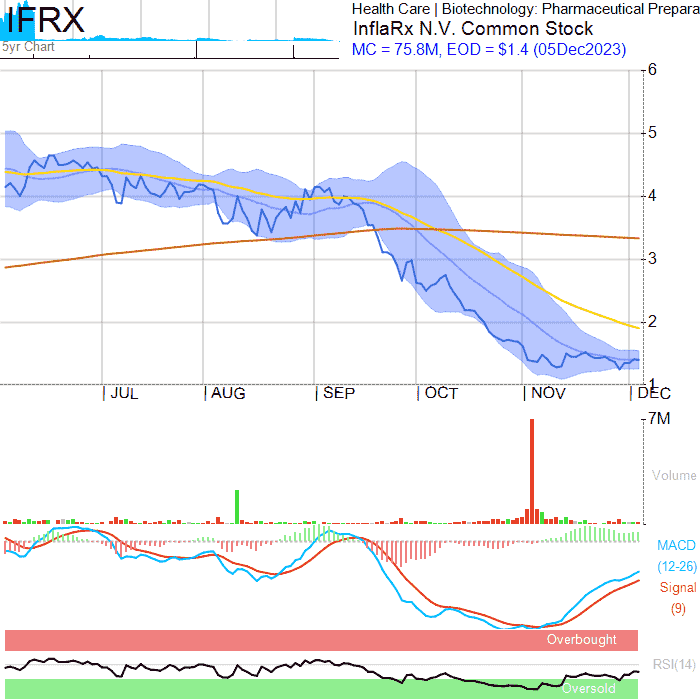 IFRX
5yr Chart
Health Care | Biotechnology: Pharmaceutical Prepara
InflaRx N.V. Common Stock
MC = 75.8M, EOD = $1.4 (05Dec2023)
6
5
4
3
2
1
JUL
AUG
SEP
OCT
NOV
DEC
7M
Volume
MACD
(12-26)
Signal
(9)
Overbought
RSI(14)
Oversold